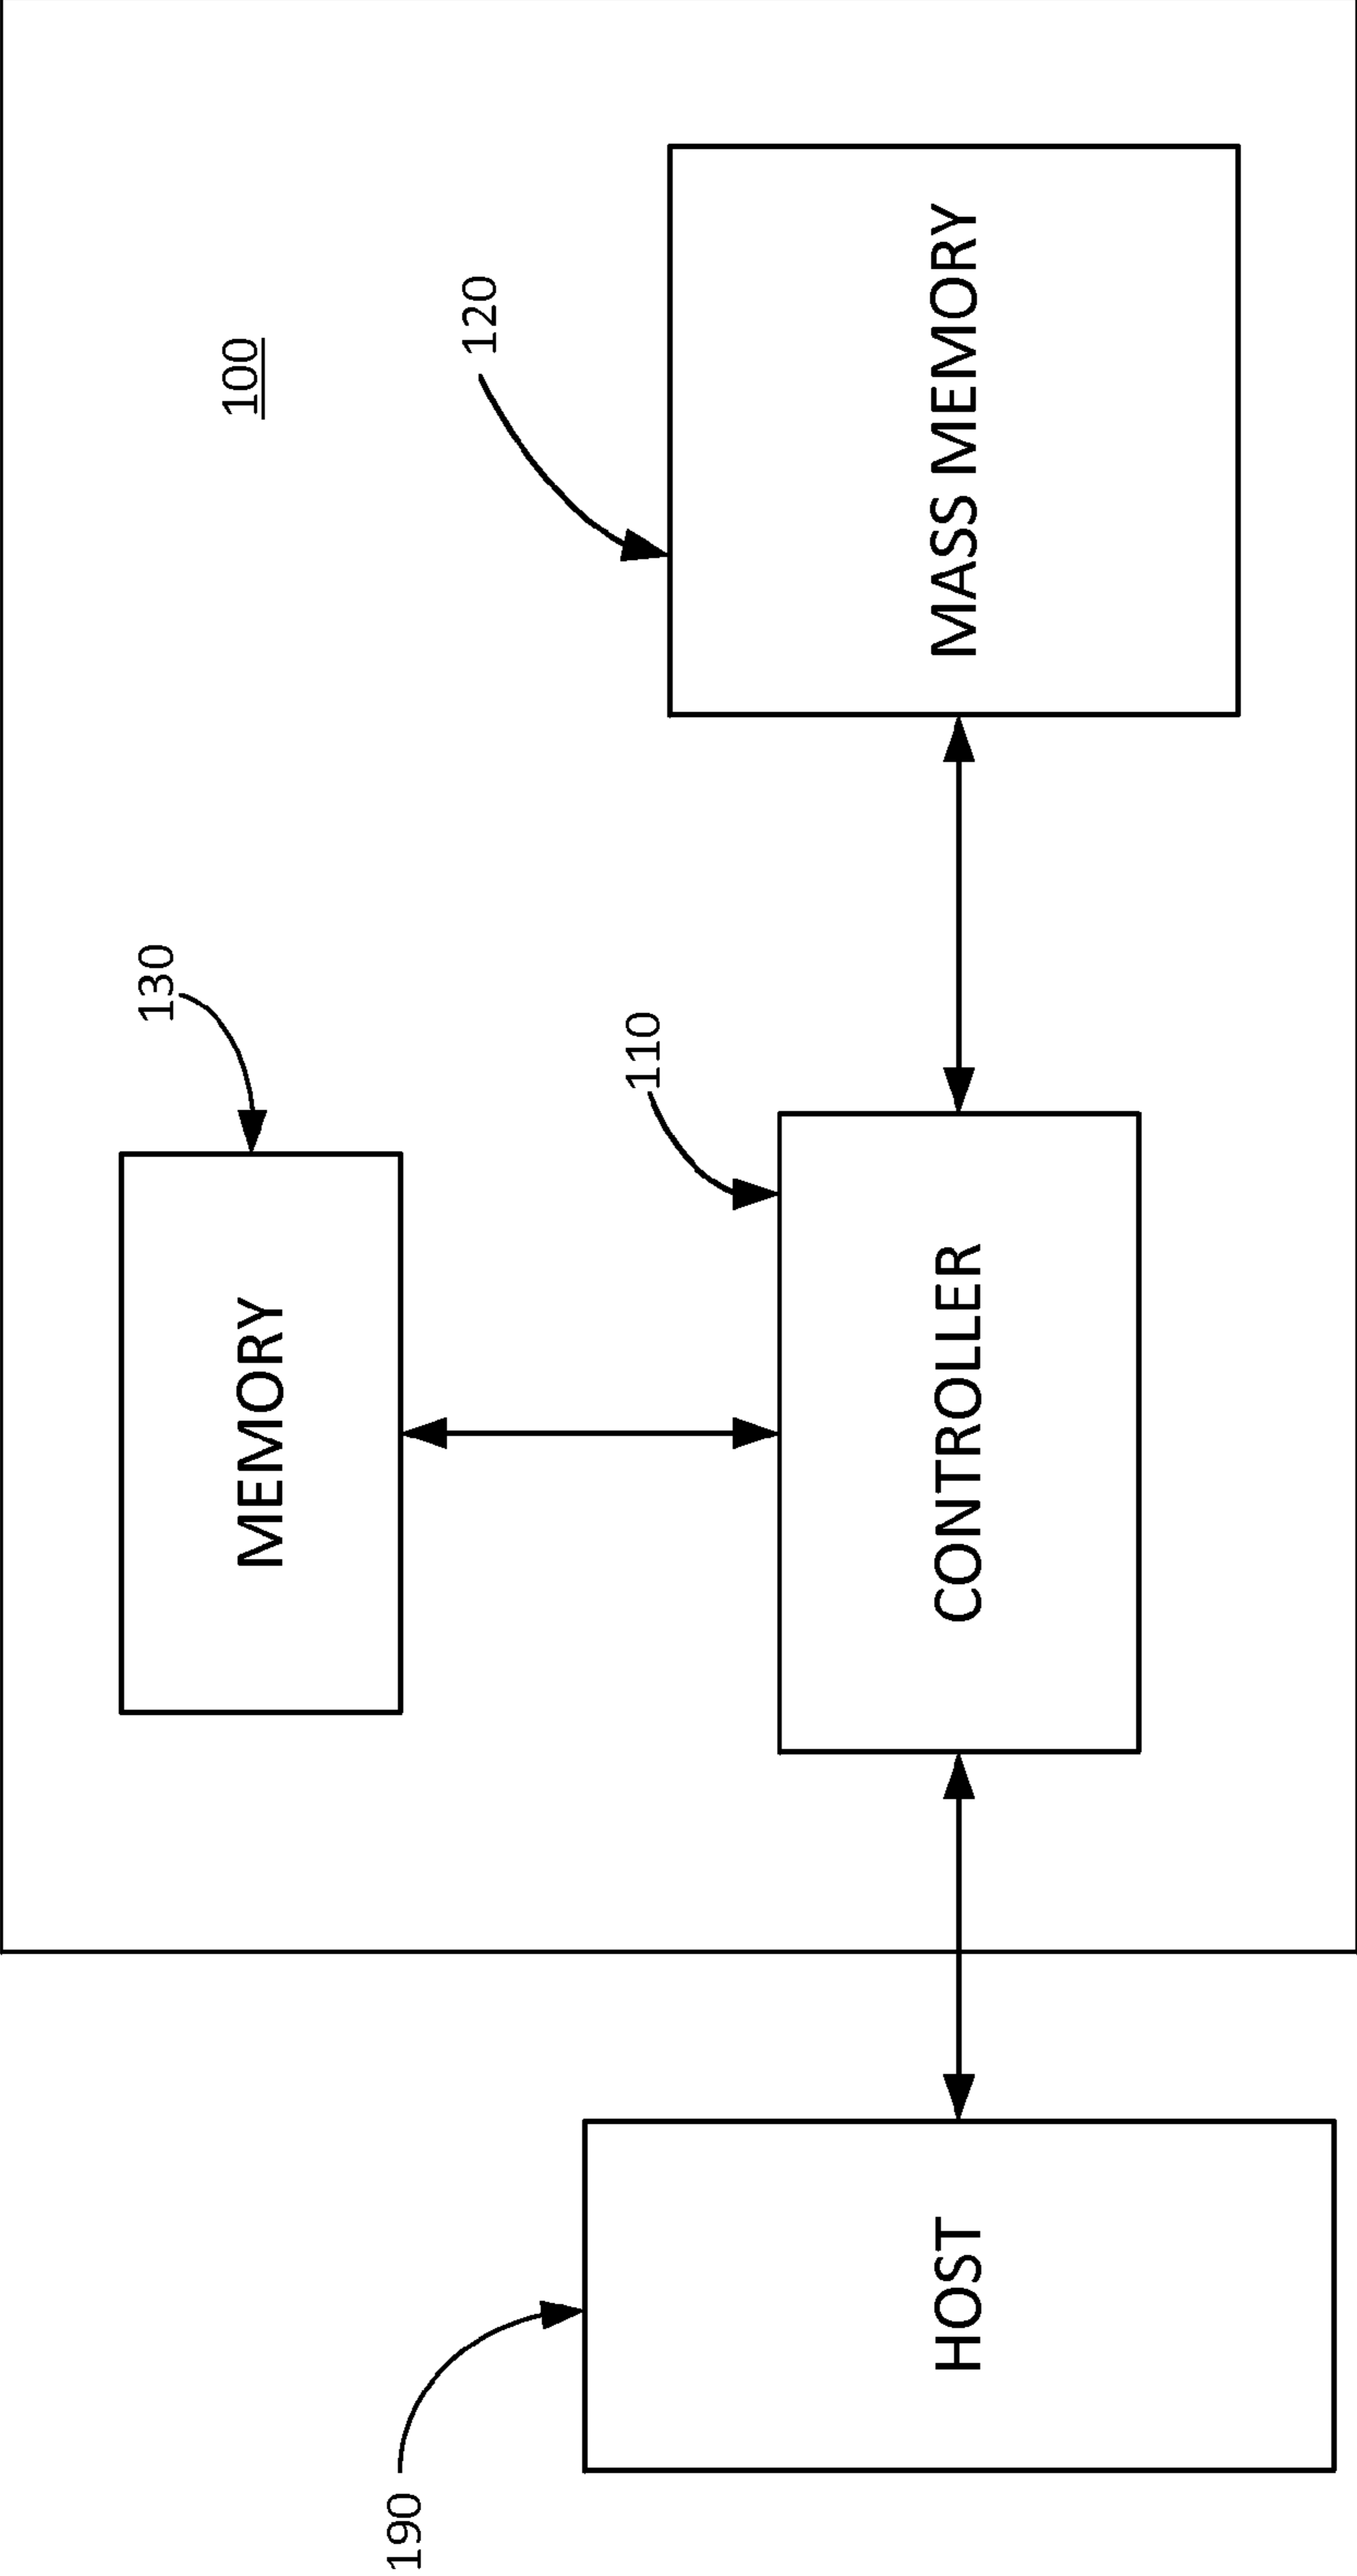 100
130
MEMORY
120
110
190
HOST
CONTROLLER
MASS MEMORY